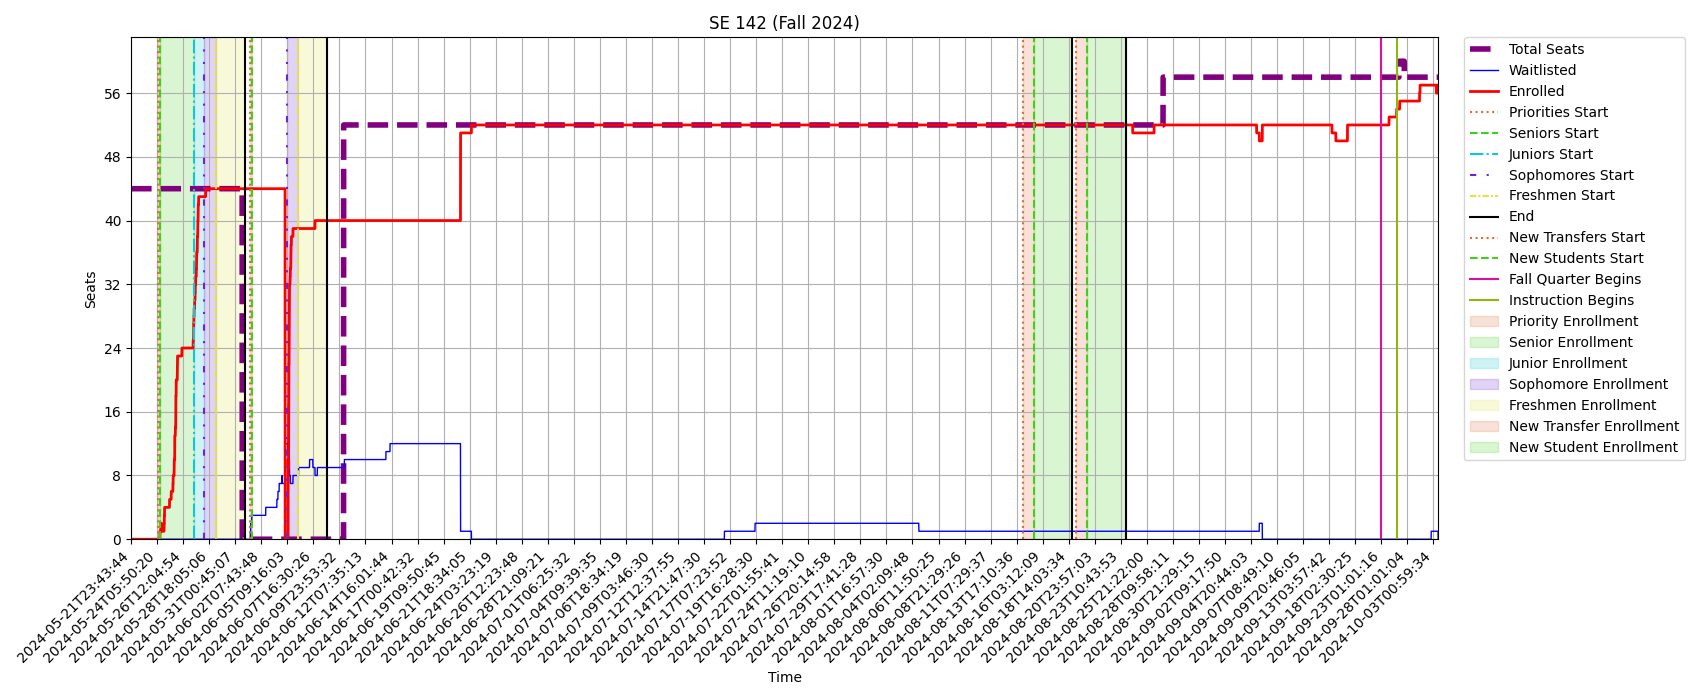 SE 142 (Fall 2024)
Seats
56
48
40
32
24
16
8
0
2024-05-21T23:43:44
2024-05-24T05:50:20
2024-05-26T12:04:54
2024-05-28T18:05:06
2024-05-31T00:45:07
2024-06-02T07:43:48
2024-06-05T09:16:03
2024-06-07T16:30:26
2024-06-09T23:53:32
2024-06-12T07:35:13
2024-06-14T16:01:44
2024-06-17T00:42:32
2024-06-19T09:50:45
2024-06-21T18:34:05
2024-06-24T03:23:19
2024-06-26T12:23:48
2024-06-28T21:09:21
2024-07-01T06:25:32
2024-07-04T09:39:35
2024-07-06T18:34:19
2024-07-09T03:46:30
2024-07-12T12:37:55
2024-07-14T21:47:30
2024-07-17T07:23:52
2024-07-19T16:28:30
2024-07-22T01:55:41
2024-07-24T11:19:10
2024-07-26T20:14:58
2024-07-29T17:41:28
2024-08-01T16:57:30
2024-08-04T02:09:48
2024-08-06T11:50:25
2024-08-08T21:29:26
2024-08-11T07:29:37
2024-08-13T17:10:36
2024-08-16T03:12:09
2024-08-18T14:03:34
2024-08-20T23:57:03
2024-08-23T10:43:53
2024-08-25T21:22:00
2024-08-28T09:58:11
2024-08-30T21:29:15
2024-09-02T09:17:50
2024-09-04T20:44:03
2024-09-07T08:49:10
2024-09-09T20:46:05
2024-09-13T03:57:42
2024-09-18T02:30:25
2024-09-23T01:01:16
2024-09-28T01:01:04
2024-10-03T00:59:34
Time
Total Seats
Waitlisted
Enrolled
Priorities Start
Seniors Start
Juniors Start
Sophomores Start
Freshmen Start
End
New Transfers Start
New Students Start
Fall Quarter Begins
Instruction Begins
Priority Enrollment
Senior Enrollment
Junior Enrollment
Sophomore Enrollment
Freshmen Enrollment
New Transfer Enrollment
New Student Enrollment